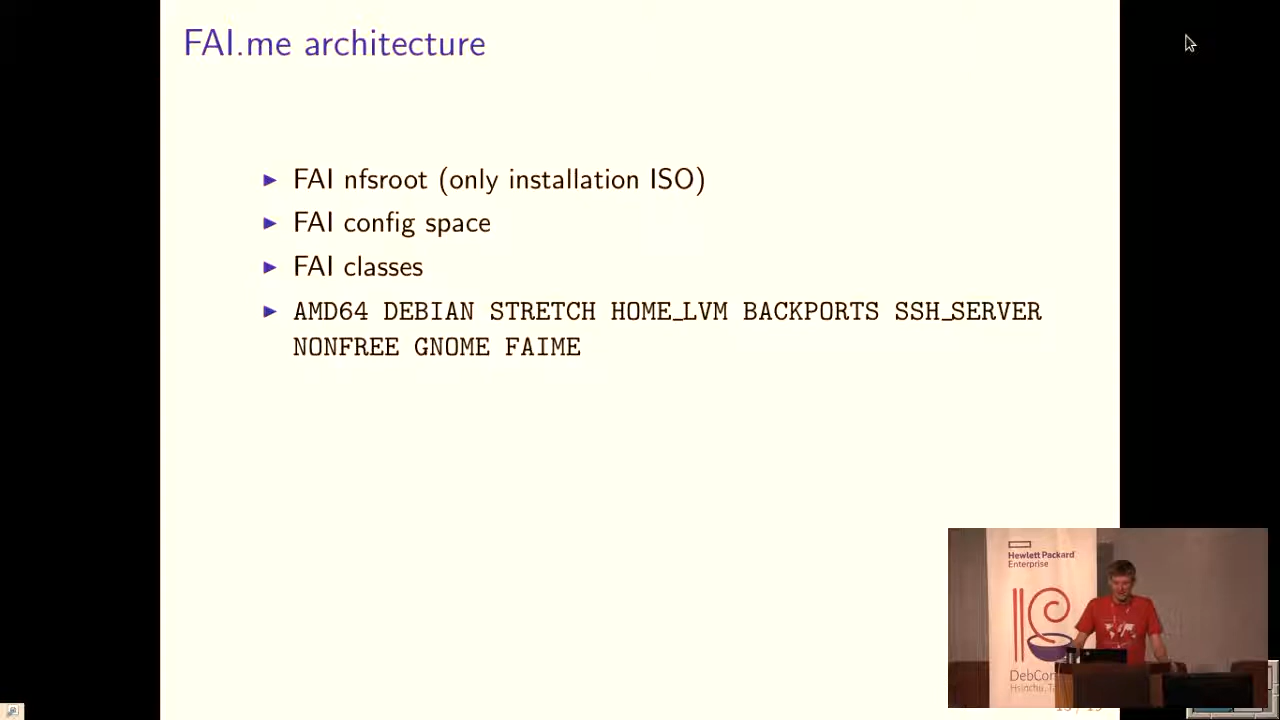 FAI.me architecture
FAI nfsroot (only installation ISO)
FAI config space
FAI classes
AMD64 DEBIAN STRETCH HOME_LVM BACKPORTS SSH_SERVER
NONFREE GNOME FAIME
Hewlett Packard
Enterprise